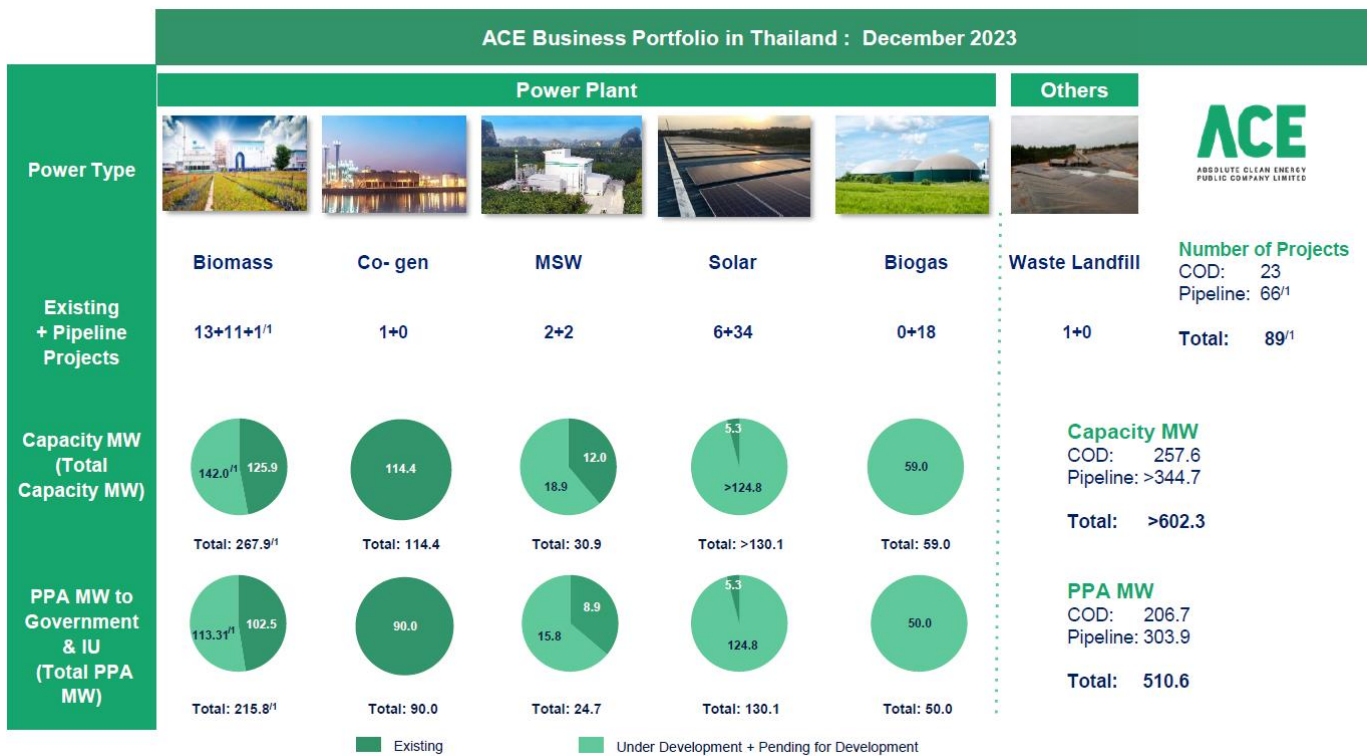 ACE Business Portfolio in Thailand : December 2023
Power Plant
Others
Power Type
ACE
ABSOLUTE CLEAN ENERGY
PUBLIC COMPANY LIMITED
Biomass
Co- gen
MSW
Solar
Biogas
Waste Landfill
Existing
+ Pipeline
Projects
13+11+1/1
1+0
2+2
6+34
0+18
1+0
Number of Projects
COD: 23
Pipeline: 66/1
Total: 89/1
Capacity MW
(Total
Capacity MW)
142.0/1
125.9
114.4
12.0
18.9
5.3
>124.8
59.0
Total: 267.9/1
Total: 114.4
Total: 30.9
Total: >130.1
Total: 59.0
Capacity MW
COD: 257.6
Pipeline: >344.7
Total: >602.3
PPA MW to
Government
& IU
(Total PPA
MW)
113.31/1
102.5
90.0
8.9
15.8
5.3
124.8
50.0
Total: 215.8/1
Total: 90.0
Total: 24.7
Total: 130.1
Total: 50.0
PPA MW
COD: 206.7
Pipeline: 303.9
Total: 510.6
Existing
Under Development + Pending for Development